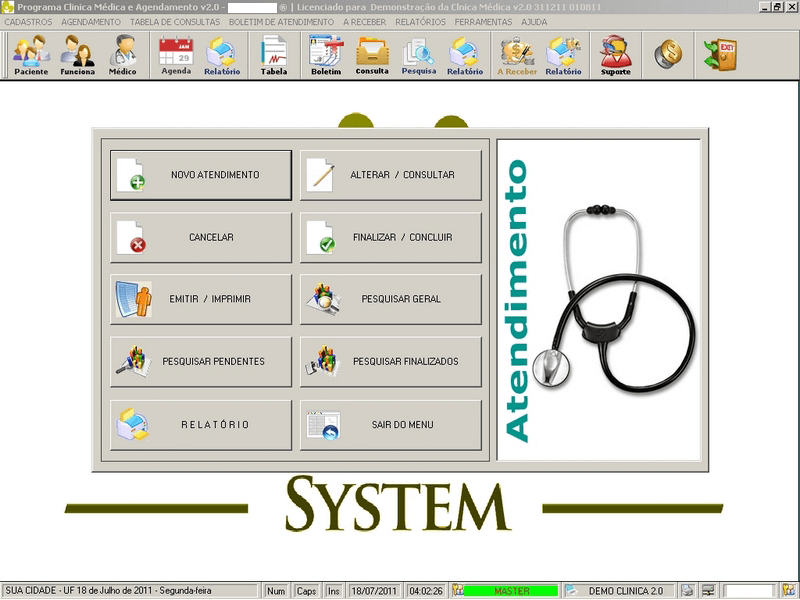 Programa Clinica Médica e Agendamento v2.0 - ® | Licenciado para Demonstração da Clnica Médica v2.0 311211 010811
CADASTROS AGENDAMENTO TABELA DE CONSULTAS BOLETIM DE ATENDIMENTO A RECEBER RELATÓRIOS FERRAMENTAS AJUDA
Paciente Funciona Médico Agenda Relatório Tabela Boletim Consulta Pesquisa Relatório A Receber Relatório Suporte
JAN
29
EXIT
NOVO ATENDIMENTO
ALTERAR / CONSULTAR
CANCELAR
FINALIZAR / CONCLUIR
EMITIR / IMPRIMIR
PESQUISAR GERAL
PESQUISAR PENDENTES
PESQUISAR FINALIZADOS
RELATÓRIO
SAIR DO MENU
Atendimento
SYSTEM
SUA CIDADE - UF 18 de Julho de 2011 - Segunda-feira Num Caps Ins 18/07/2011 04:02:26 MASTER DEMO CLINICA 2.0